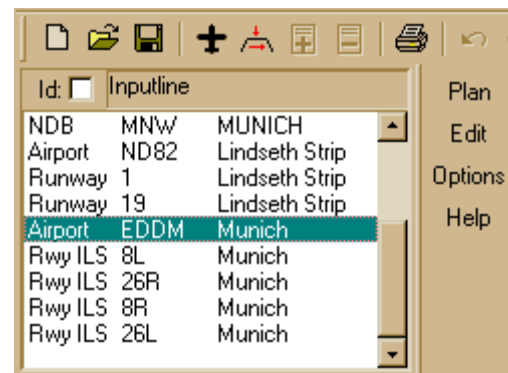 Id: Inputline
NDB MNW MUNICH
Airport ND82 Lindseth Strip
Runway 1 Lindseth Strip
Runway 19 Lindseth Strip
Airport EDDM Munich
Rwy ILS 8L Munich
Rwy ILS 26R Munich
Rwy ILS 8R Munich
Rwy ILS 26L Munich
Plan
Edit
Options
Help